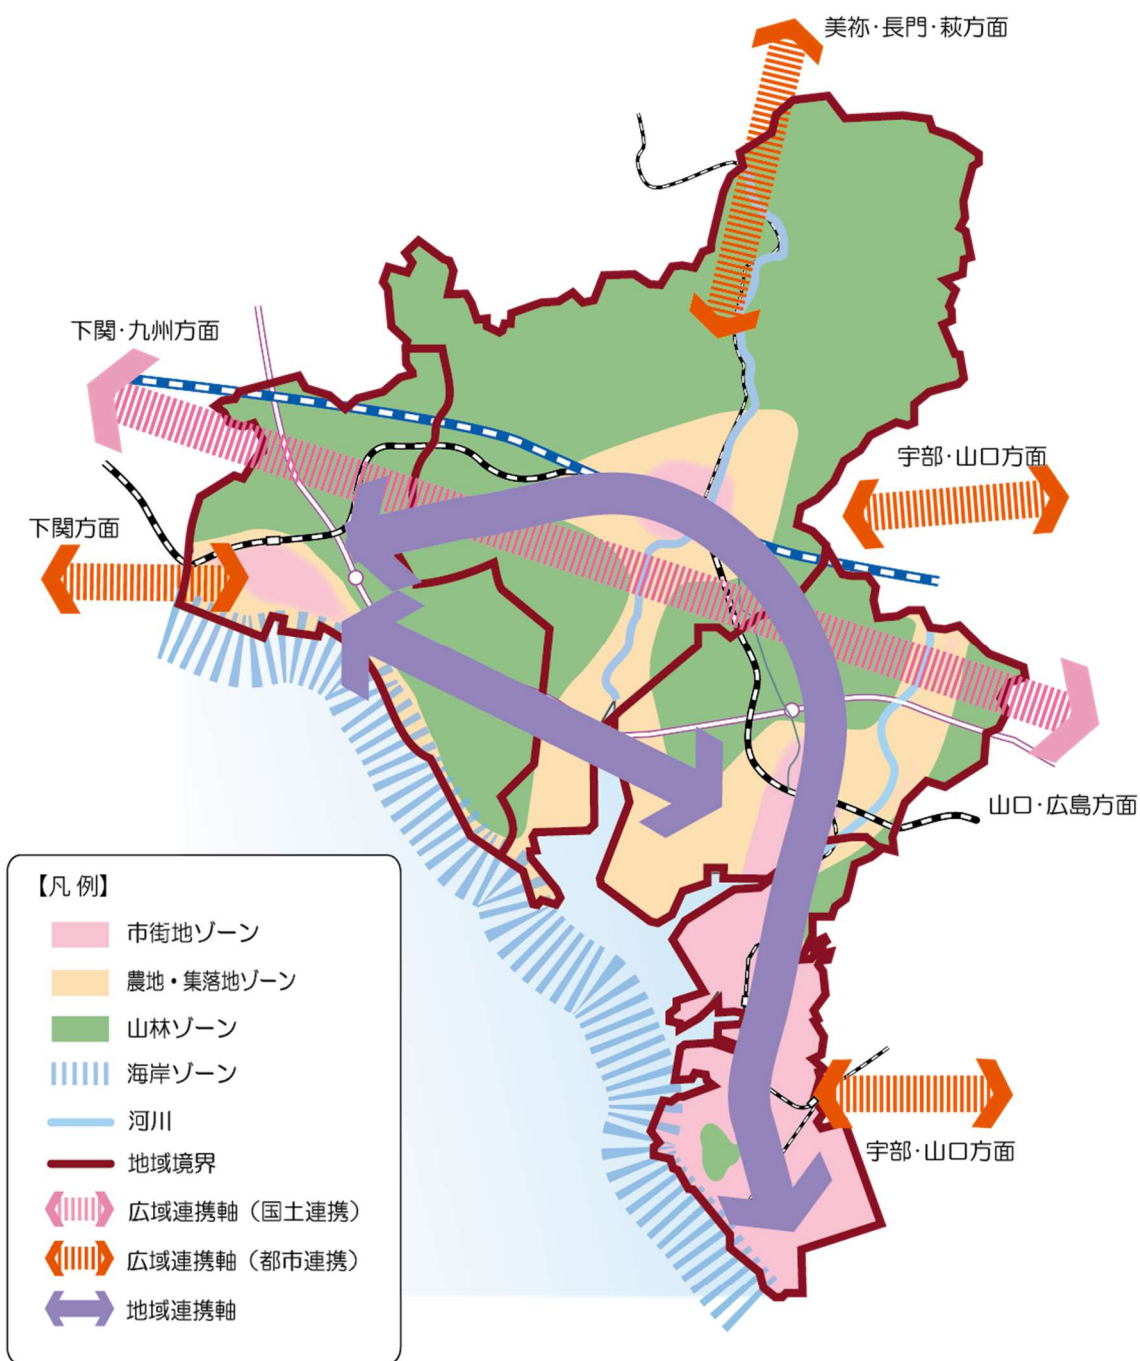 美祢・長門・萩方面
下関・九州方面
宇部・山口方面
下関方面
山口・広島方面
【凡 例】
市街地ゾーン
農地・集落地ゾーン
山林ゾーン
海岸ゾーン
河川
地域境界
広域連携軸（国土連携）
広域連携軸（都市連携）
地域連携軸
宇部・山口方面